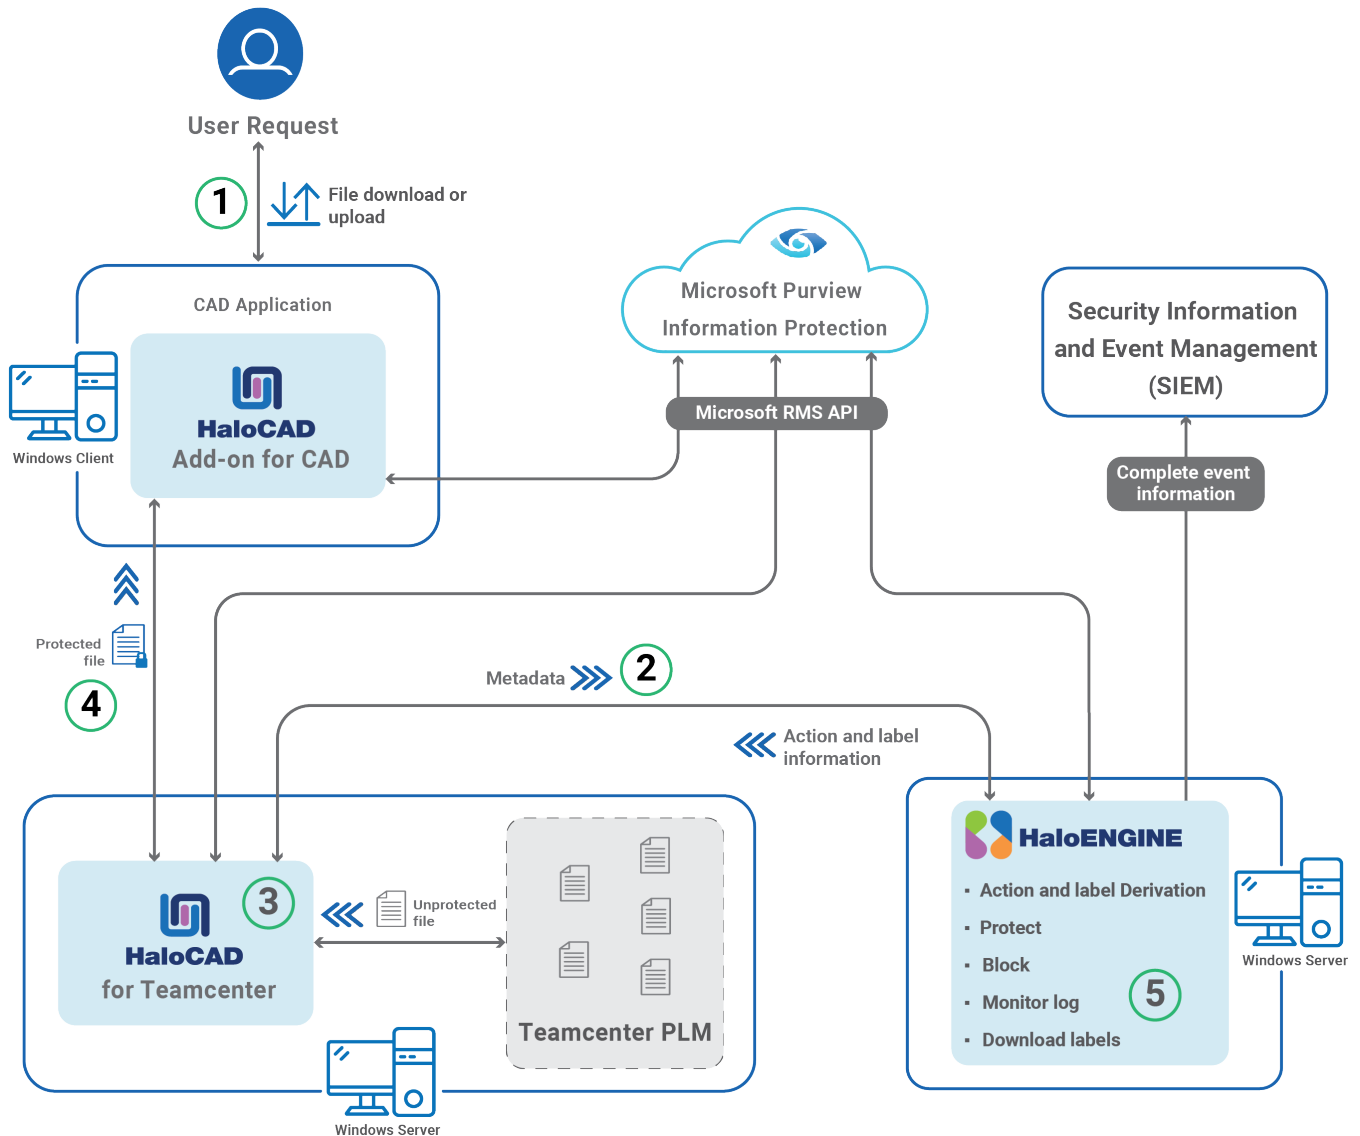 User Request
1
File download or
upload
CAD Application
HaloCAD
Add-on for CAD
Windows Client
Microsoft Purview
Information Protection
Microsoft RMS API
Security Information
and Event Management
(SIEM)
Complete event
information
Protected
file
4
Metadata
2
Action and label
information
HaloCAD
for Teamcenter
3
Unprotected
file
Teamcenter PLM
Windows Server
HaloENGINE
▪ Action and label Derivation
▪ Protect
▪ Block
▪ Monitor log
▪ Download labels
5
Windows Server